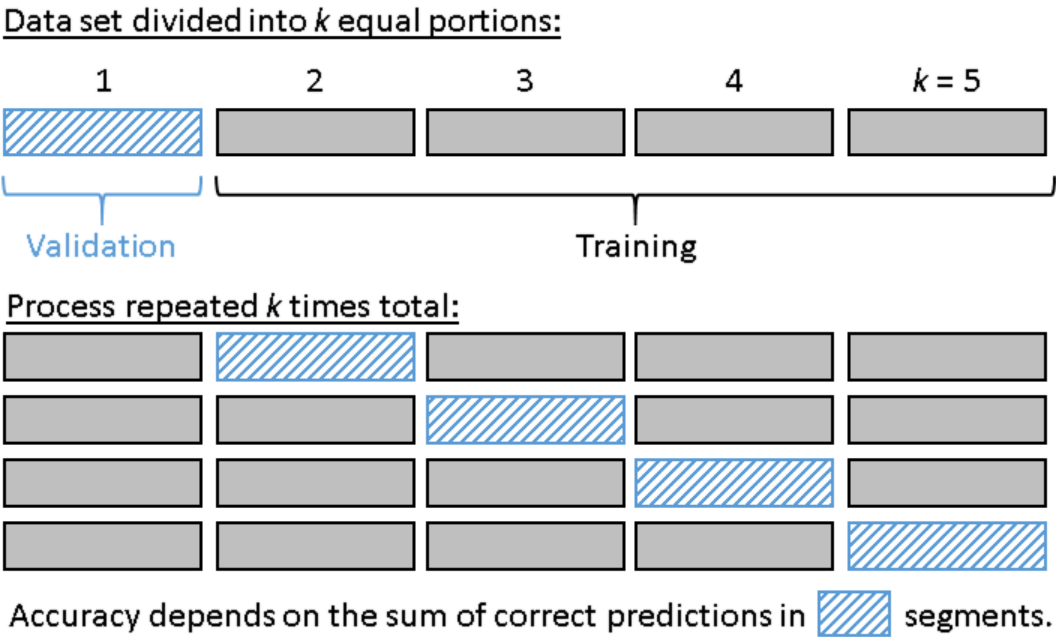 Data set divided into k equal portions:
1 2 3 4 k = 5
Validation Training
Process repeated k times total:
Accuracy depends on the sum of correct predictions in segments.